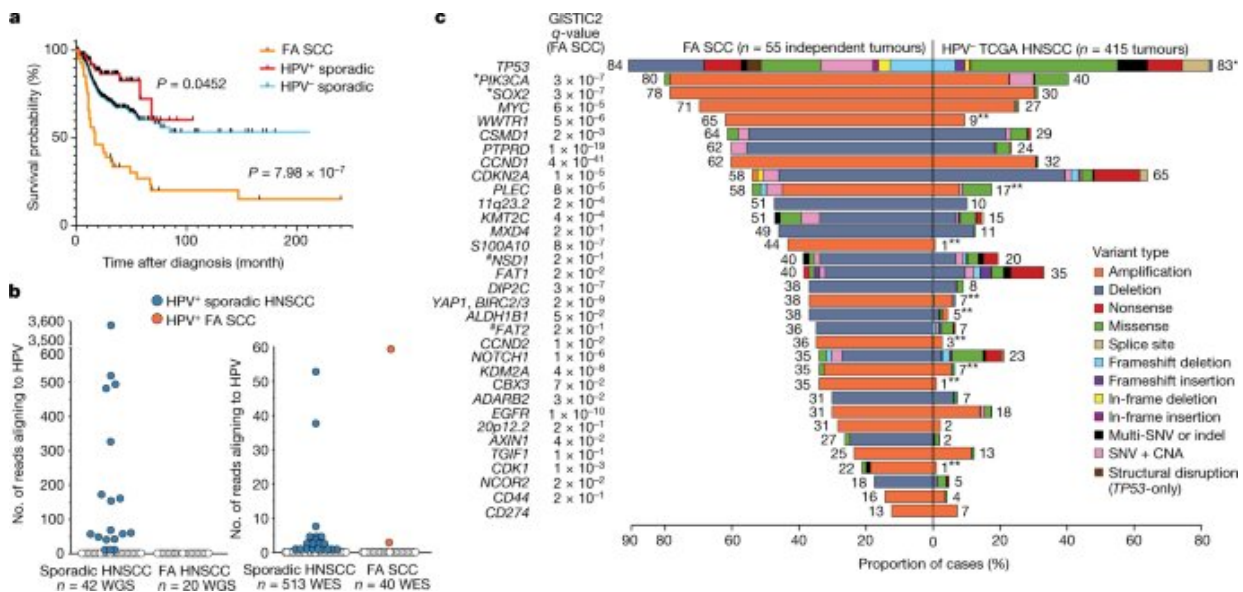 a
100
50
0
Survival probability (%)
FA SCC
HPV⁺ sporadic
HPV⁻ sporadic
P = 0.0452
P = 7.98 × 10⁻⁷
0 100 200
Time after diagnosis (month)
b
HPV⁺ sporadic HNSCC
HPV⁺ FA SCC
No. of reads aligning to HPV
3,600
3,500
600
500
400
300
200
100
0
Sporadic HNSCC FA HNSCC
n = 42 WGS n = 20 WGS
No. of reads aligning to HPV
60
50
40
30
20
10
0
Sporadic HNSCC FA SCC
n = 513 WES n = 40 WES
c
GISTIC2
q-value
(FA SCC)
FA SCC (n = 55 independent tumours) HPV⁻ TCGA HNSCC (n = 415 tumours)
TP53 84 83*
PIK3CA 3 × 10⁻⁷ 80 40
SOX2 3 × 10⁻⁷ 78 30
MYC 6 × 10⁻⁵ 71 27
WWTR1 5 × 10⁻⁶ 65 9**
CSMD1 2 × 10⁻³ 64 29
PTPRD 1 × 10⁻¹⁹ 62 24
CCND1 4 × 10⁻⁴¹ 62 32
CDKN2A 1 × 10⁻⁵ 58 65
PLEC 8 × 10⁻⁵ 58 17**
11q23.2 2 × 10⁻⁴ 51 10
KMT2C 4 × 10⁻⁴ 51 15
MXD4 2 × 10⁻¹ 49 11
S100A10 8 × 10⁻⁷ 44 1**
NSD1 2 × 10⁻¹ 40 20
FAT1 2 × 10⁻² 40 35
DIP2C 3 × 10⁻⁷ 38 8
YAP1, BIRC2/3 2 × 10⁻⁹ 38 7**
ALDH1B1 5 × 10⁻² 38 5**
FAT2 2 × 10⁻¹ 36 7
CCND2 1 × 10⁻² 36 3**
NOTCH1 1 × 10⁻⁶ 35 23
KDM2A 4 × 10⁻⁸ 35 7**
CBX3 7 × 10⁻² 35 1**
ADARB2 3 × 10⁻² 31 7
EGFR 1 × 10⁻¹⁰ 31 18
20p12.2 2 × 10⁻¹ 31 2
AXIN1 4 × 10⁻² 27 2
TGIF1 1 × 10⁻¹ 25 13
CDK1 1 × 10⁻³ 22 1**
NCOR2 2 × 10⁻² 18 5
CD44 2 × 10⁻¹ 16 4
CD274 13 7
90 80 60 40 20 0 20 40 60 80
Proportion of cases (%)
Variant type
Amplification
Deletion
Nonsense
Missense
Splice site
Frameshift deletion
Frameshift insertion
In-frame deletion
In-frame insertion
Multi-SNV or indel
SNV + CNA
Structural disruption
(TP53-only)